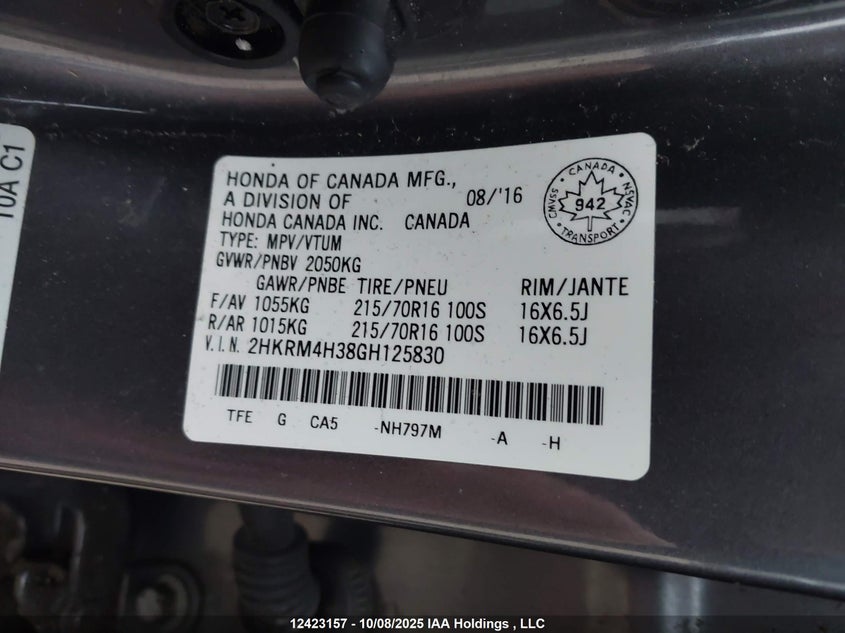 10A C1
HONDA OF CANADA MFG.,
A DIVISION OF 08/'16
HONDA CANADA INC. CANADA
TYPE: MPV/VTUM
GVWR/PNBV 2050KG
GAWR/PNBE TIRE/PNEU RIM/JANTE
F/AV 1055KG 215/70R16 100S 16X6.5J
R/AR 1015KG 215/70R16 100S 16X6.5J
V.I.N. 2HKRM4H38GH125830
TFE G CA5 -NH797M -A -H
CANADA
CMVSS 942 NSVAC
TRANSPORT
12423157 - 10/08/2025 IAA Holdings , LLC